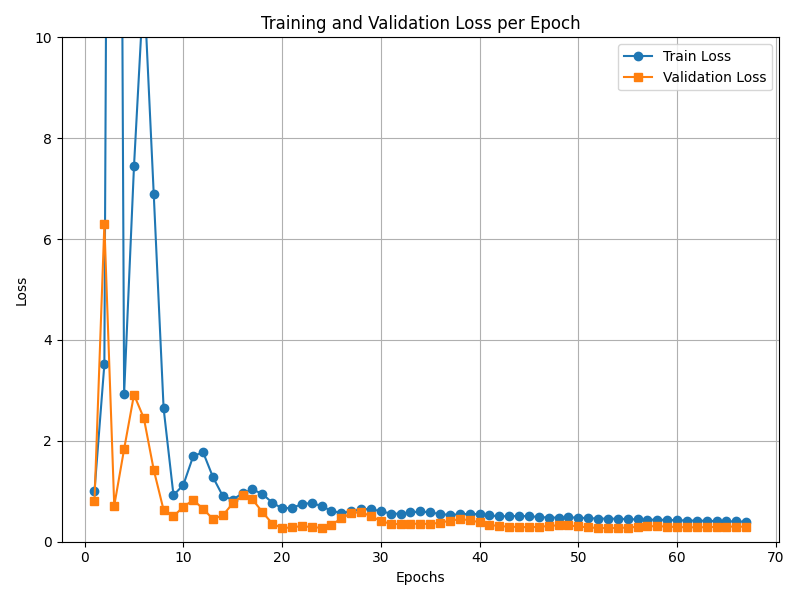 Training and Validation Loss per Epoch
Train Loss
Validation Loss
Loss
10
8
6
4
2
0
0 10 20 30 40 50 60 70
Epochs